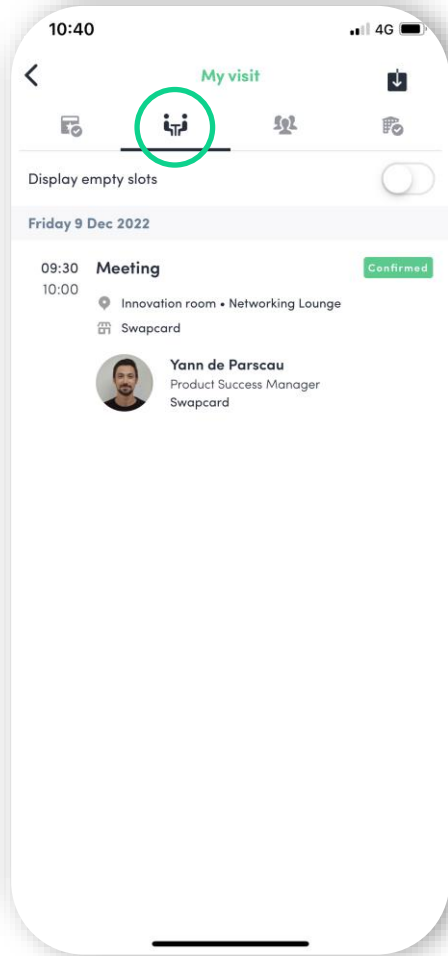 10:40
4G
My visit
Display empty slots
Friday 9 Dec 2022
09:30 Meeting Confirmed
10:00
Innovation room • Networking Lounge
Swapcard
Yann de Parscau
Product Success Manager
Swapcard